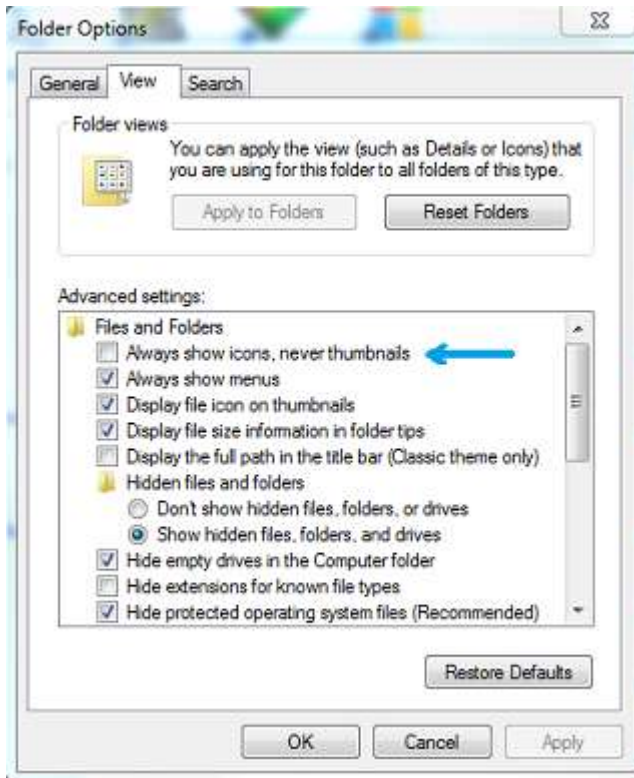 Folder Options
General View Search
Folder views
You can apply the view (such as Details or Icons) that
you are using for this folder to all folders of this type.
Apply to Folders Reset Folders
Advanced settings:
Files and Folders
Always show icons, never thumbnails
Always show menus
Display file icon on thumbnails
Display file size information in folder tips
Display the full path in the title bar (Classic theme only)
Hidden files and folders
Don't show hidden files, folders, or drives
Show hidden files, folders, and drives
Hide empty drives in the Computer folder
Hide extensions for known file types
Hide protected operating system files (Recommended)
Restore Defaults
OK Cancel Apply